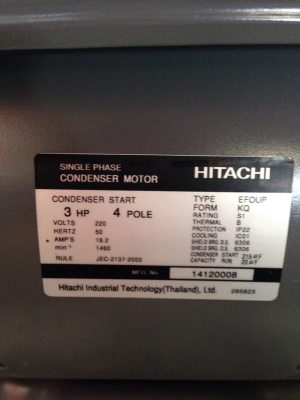 SINGLE PHASE
CONDENSER MOTOR
HITACHI
CONDENSER START
3 HP 4 POLE
VOLTS 220
HERTZ 50
AMP'S 16.2
min⁻¹ 1460
RULE JEC-2137-2000
TYPE EFOUP
FORM KQ
RATING S1
THERMAL B
PROTECTION IP22
COOLING IC01
SHIELD BRG. D.S. 6306
SHIELD BRG. O.S. 6306
CONDENSER START 215 µF
CAPACITY RUN 20 µF
MFG. No 14120008
Hitachi Industrial Technology(Thailand), Ltd. 285623